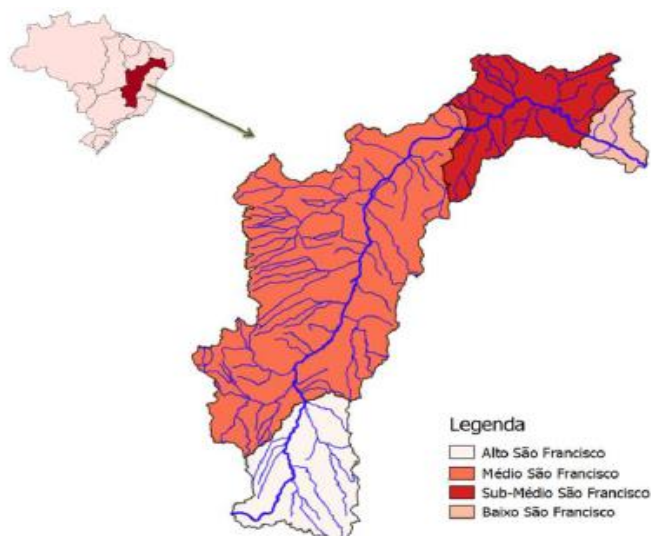 Legenda
Alto São Francisco
Médio São Francisco
Sub-Médio São Francisco
Baixo São Francisco